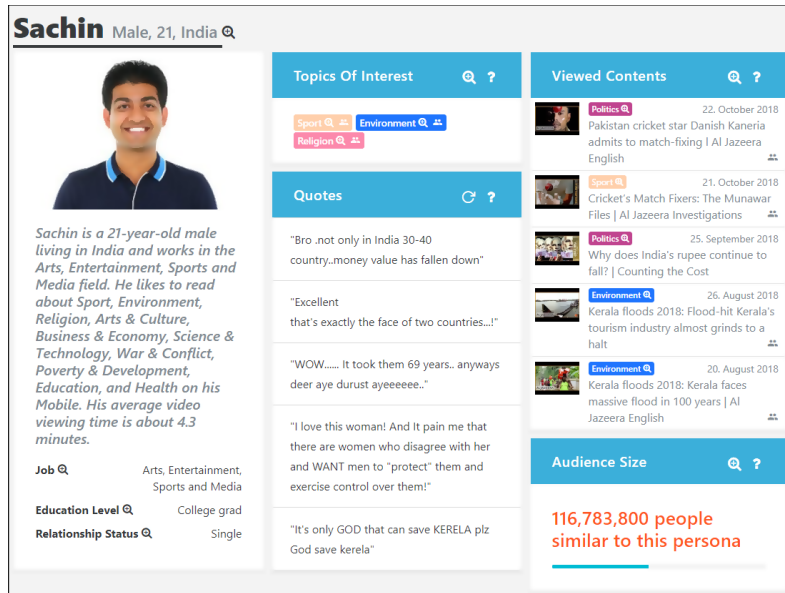 Sachin Male, 21, India
Sachin is a 21-year-old male
living in India and works in the
Arts, Entertainment, Sports and
Media field. He likes to read
about Sport, Environment,
Religion, Arts & Culture,
Business & Economy, Science &
Technology, War & Conflict,
Poverty & Development,
Education, and Health on his
Mobile. His average video
viewing time is about 4.3
minutes.
Job Arts, Entertainment,
Sports and Media
Education Level College grad
Relationship Status Single
Topics Of Interest ?
Sport Environment
Religion
Quotes ?
"Bro .not only in India 30-40
country..money value has fallen down"
"Excellent
that's exactly the face of two countries...!"
"WOW...... It took them 69 years.. anyways
deer aye durust ayeeeeee.."
"I love this woman! And It pain me that
there are women who disagree with her
and WANT men to "protect" them and
exercise control over them!"
"It's only GOD that can save KERELA plz
God save kerela"
Viewed Contents ?
Politics 22. October 2018
Pakistan cricket star Danish Kaneria
admits to match-fixing l Al Jazeera
English
Sport 21. October 2018
Cricket's Match Fixers: The Munawar
Files | Al Jazeera Investigations
Politics 25. September 2018
Why does India's rupee continue to
fall? | Counting the Cost
Environment 26. August 2018
Kerala floods 2018: Flood-hit Kerala's
tourism industry almost grinds to a
halt
Environment 20. August 2018
Kerala floods 2018: Kerala faces
massive flood in 100 years | Al
Jazeera English
Audience Size ?
116,783,800 people
similar to this persona